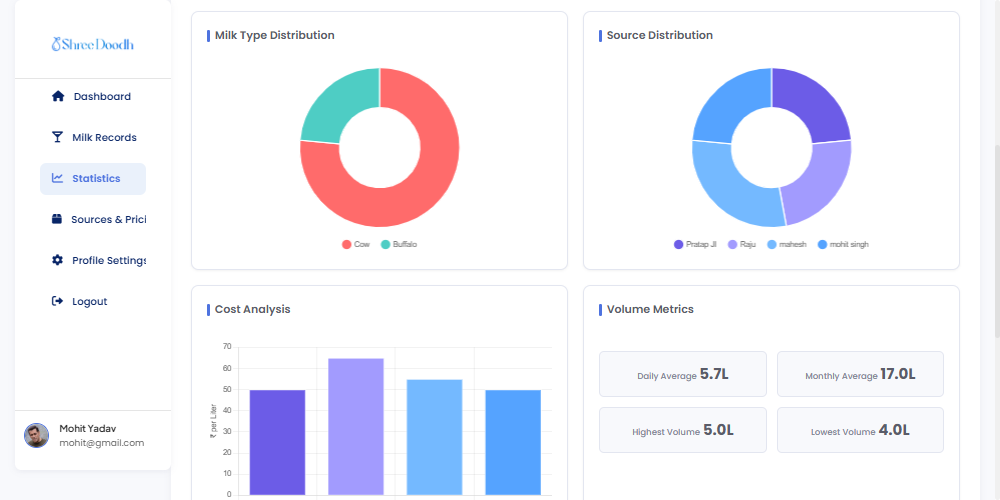 ShreeDoodh
Dashboard
Milk Records
Statistics
Sources & Prici
Profile Settings
Logout
Mohit Yadav
mohit@gmail.com
Milk Type Distribution
Cow Buffalo
Source Distribution
Pratap JI Raju mahesh mohit singh
Cost Analysis
₹ per Liter
70
60
50
40
30
20
10
0
Volume Metrics
Daily Average 5.7L
Monthly Average 17.0L
Highest Volume 5.0L
Lowest Volume 4.0L